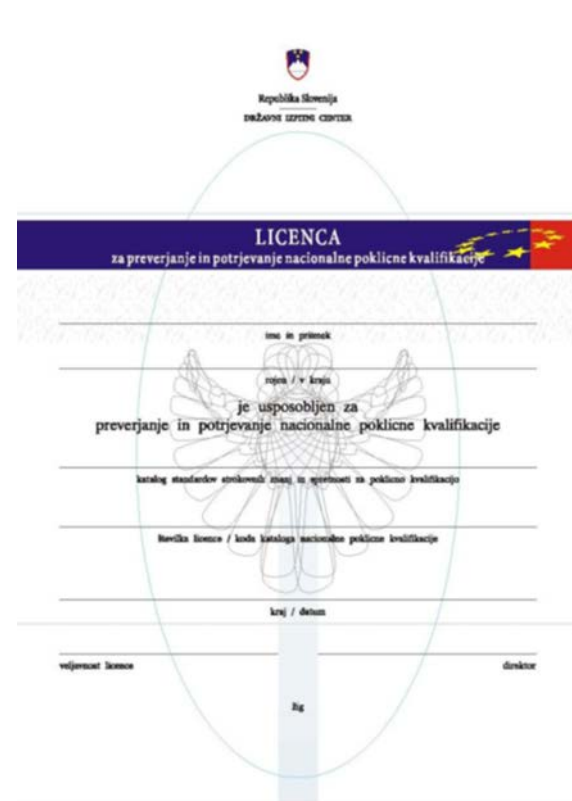 Republika Slovenija
DRŽAVNI IZPITNI CENTER
LICENCA
za preverjanje in potrjevanje nacionalne poklicne kvalifikacije
ime in priimek
rojen / v kraju
je usposobljen za
preverjanje in potrjevanje nacionalne poklicne kvalifikacije
katalog standardov strokovnih znanj in spretnosti za poklicno kvalifikacijo
številka licence / koda kataloga nacionalne poklicne kvalifikacije
kraj / datum
veljavnost licence direktor
žig